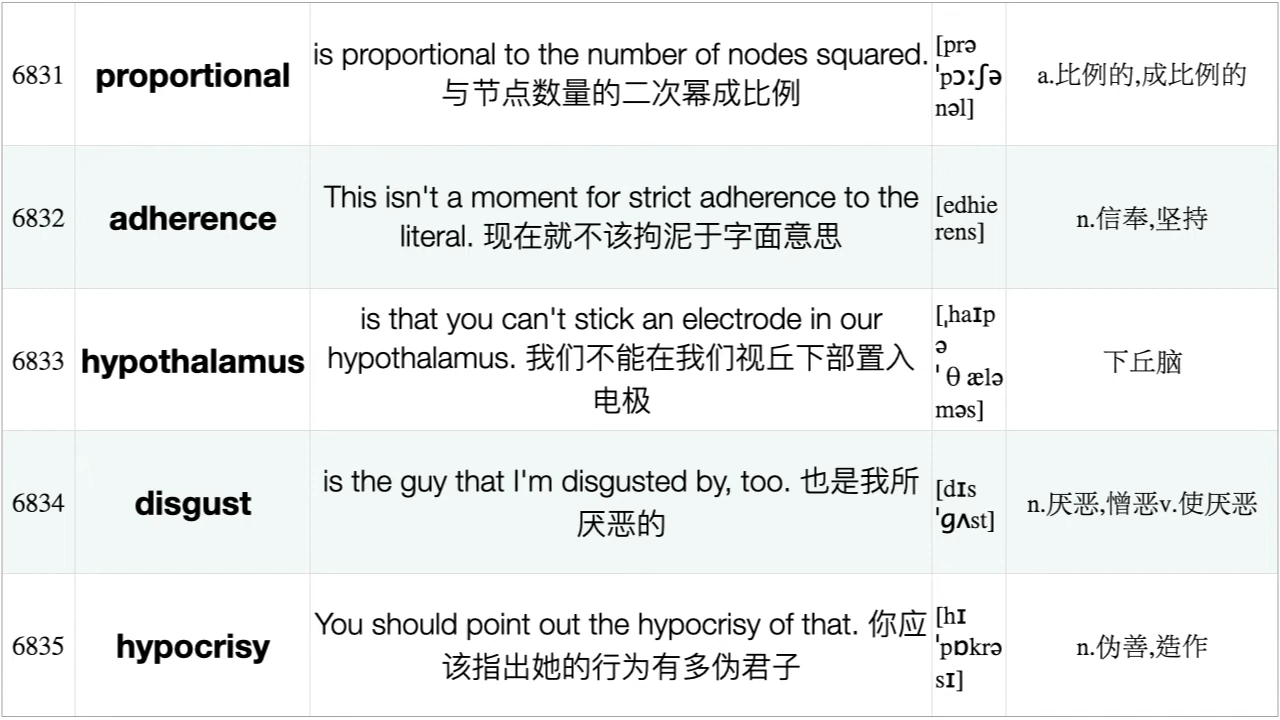 6831
proportional
is proportional to the number of nodes squared.
与节点数量的二次幂成比例
[prə
ˈpɔːʃə
nəl]
a.比例的,成比例的
6832
adherence
This isn't a moment for strict adherence to the
literal. 现在就不该拘泥于字面意思
[edhie
rens]
n.信奉,坚持
6833
hypothalamus
is that you can't stick an electrode in our
hypothalamus. 我们不能在我们视丘下部置入
电极
[ˌhaɪp
ə
ˈθælə
məs]
下丘脑
6834
disgust
is the guy that I'm disgusted by, too. 也是我所
厌恶的
[dɪs
ˈɡʌst]
n.厌恶,憎恶v.使厌恶
6835
hypocrisy
You should point out the hypocrisy of that. 你应
该指出她的行为有多伪君子
[hɪ
ˈpɒkrə
sɪ]
n.伪善,造作